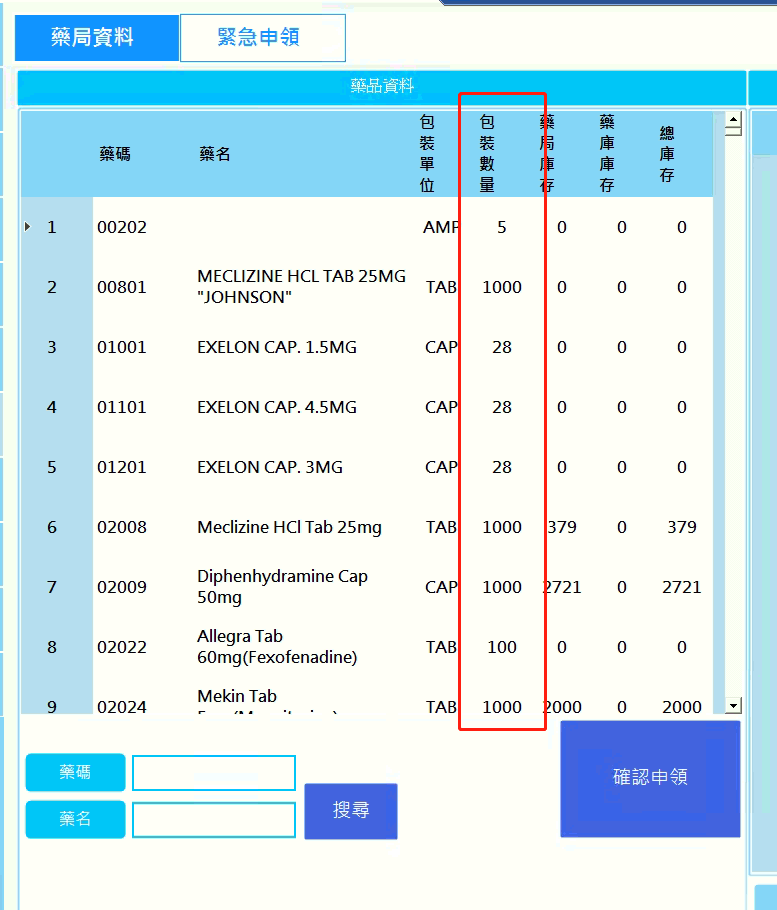 藥局資料 緊急申領
藥品資料
藥碼 藥名 包裝單位 包裝數量 藥局庫存 藥庫庫存 總庫存
1 00202 AMP 5 0 0 0
2 00801 MECLIZINE HCL TAB 25MG "JOHNSON" TAB 1000 0 0 0
3 01001 EXELON CAP. 1.5MG CAP 28 0 0 0
4 01101 EXELON CAP. 4.5MG CAP 28 0 0 0
5 01201 EXELON CAP. 3MG CAP 28 0 0 0
6 02008 Meclizine HCl Tab 25mg TAB 1000 379 0 379
7 02009 Diphenhydramine Cap 50mg CAP 1000 2721 0 2721
8 02022 Allegra Tab 60mg(Fexofenadine) TAB 100 0 0 0
9 02024 Mekin Tab TAB 1000 2000 0 2000
藥碼
藥名
搜尋
確認申領